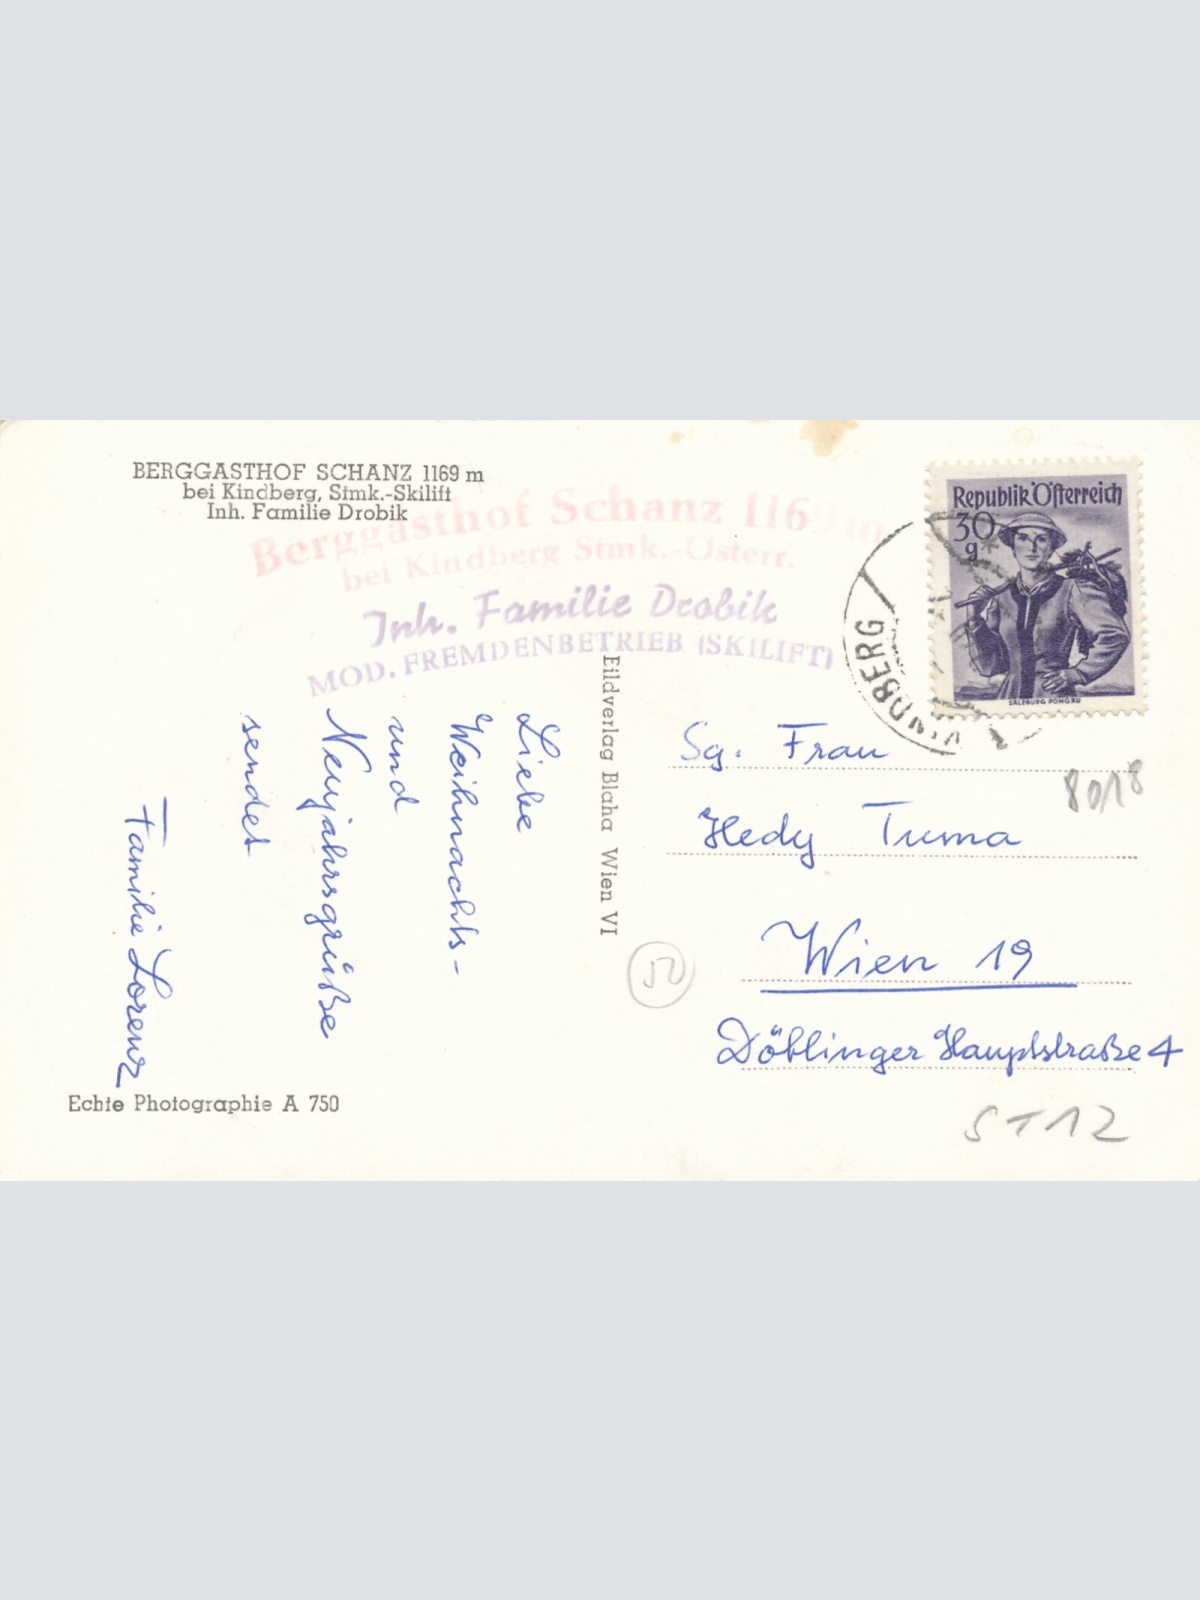 BERGGASTHOF SCHANZ 1169 m
bei Kindberg, Stmk.-Skilift
Inh. Familie Drobik
Berggasthof Schanz 1169 m
bei Kindberg Stmk.-Österr.
Inh. Familie Drobik
MOD. FREMDENBETRIEB (SKILIFT)
Liebe
Weihnachts-
und
Neujahrsgrüße
sendet
Familie Lorenz
Echte Photographie A 750
Bildverlag Blaha Wien VI
Republik Österreich
30
g
SALZBURG PONGAU
KINDBERG
Sg. Frau
8018
Hedy Tuma
Wien 19
50
Döblinger Hauptstraße 4
ST12